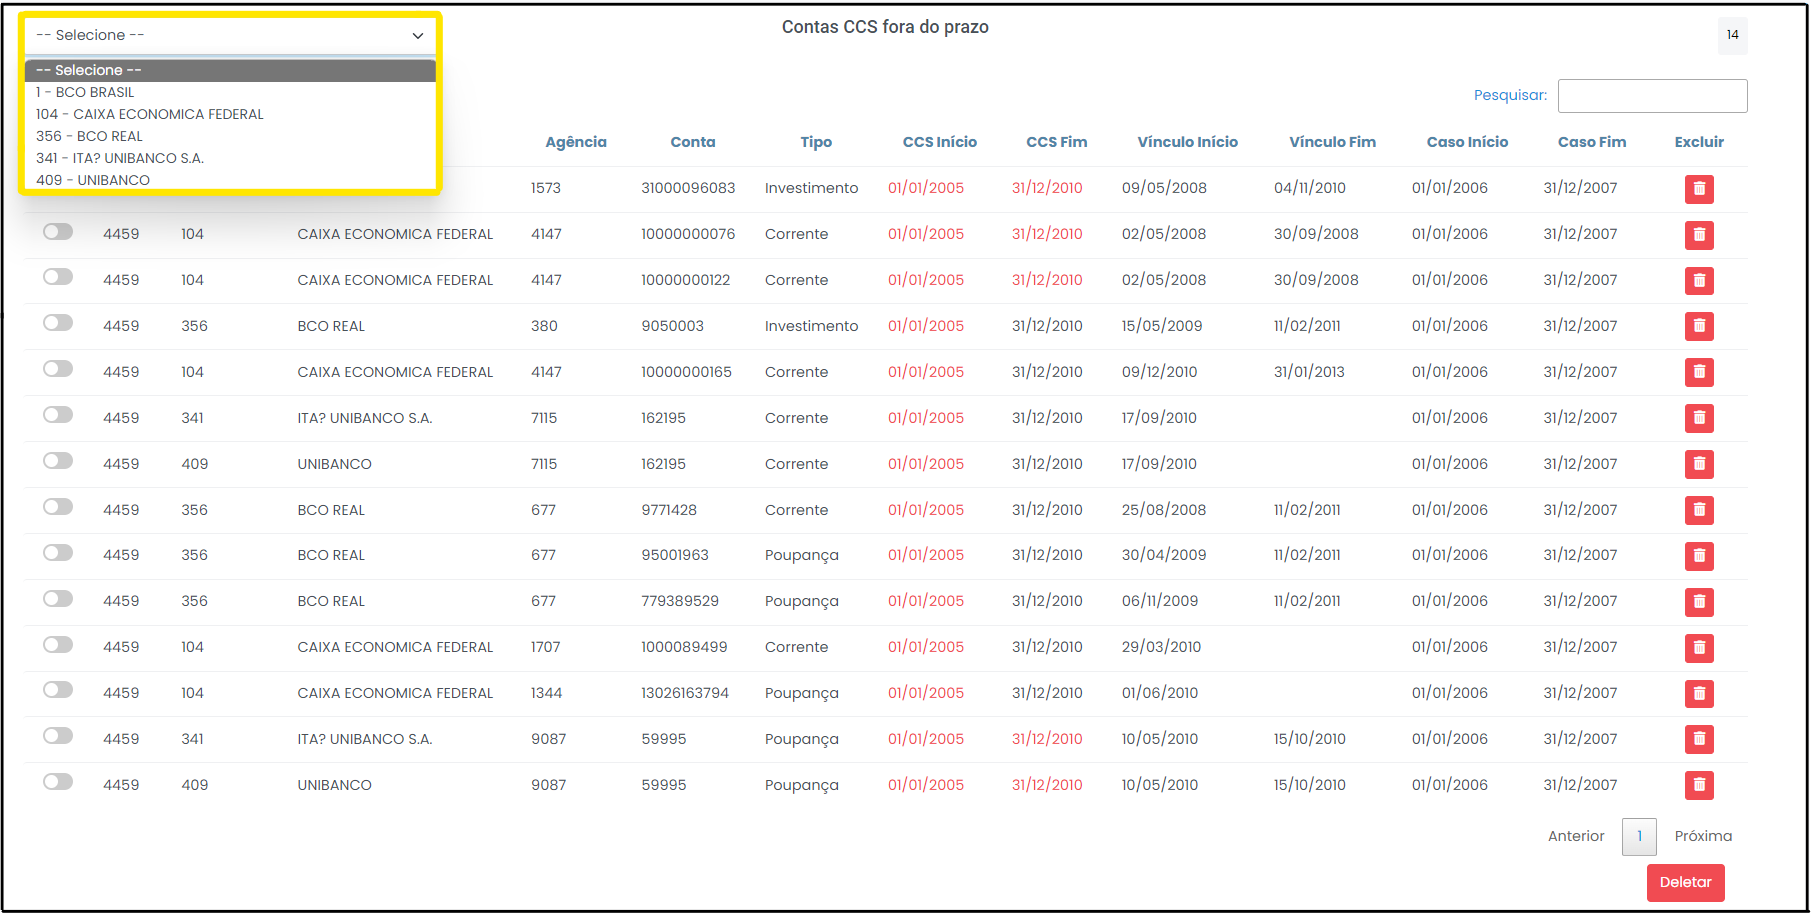 -- Selecione --
Contas CCS fora do prazo
14
-- Selecione --
1 - BCO BRASIL
104 - CAIXA ECONOMICA FEDERAL
356 - BCO REAL
341 - ITA? UNIBANCO S.A.
409 - UNIBANCO
Pesquisar:
Agência Conta Tipo CCS Início CCS Fim Vínculo Início Vínculo Fim Caso Início Caso Fim Excluir
1573 31000096083 Investimento 01/01/2005 31/12/2010 09/05/2008 04/11/2010 01/01/2006 31/12/2007
4459 104 CAIXA ECONOMICA FEDERAL 4147 10000000076 Corrente 01/01/2005 31/12/2010 02/05/2008 30/09/2008 01/01/2006 31/12/2007
4459 104 CAIXA ECONOMICA FEDERAL 4147 10000000122 Corrente 01/01/2005 31/12/2010 02/05/2008 30/09/2008 01/01/2006 31/12/2007
4459 356 BCO REAL 380 9050003 Investimento 01/01/2005 31/12/2010 15/05/2009 11/02/2011 01/01/2006 31/12/2007
4459 104 CAIXA ECONOMICA FEDERAL 4147 10000000165 Corrente 01/01/2005 31/12/2010 09/12/2010 31/01/2013 01/01/2006 31/12/2007
4459 341 ITA? UNIBANCO S.A. 7115 162195 Corrente 01/01/2005 31/12/2010 17/09/2010 01/01/2006 31/12/2007
4459 409 UNIBANCO 7115 162195 Corrente 01/01/2005 31/12/2010 17/09/2010 01/01/2006 31/12/2007
4459 356 BCO REAL 677 9771428 Corrente 01/01/2005 31/12/2010 25/08/2008 11/02/2011 01/01/2006 31/12/2007
4459 356 BCO REAL 677 95001963 Poupança 01/01/2005 31/12/2010 30/04/2009 11/02/2011 01/01/2006 31/12/2007
4459 356 BCO REAL 677 779389529 Poupança 01/01/2005 31/12/2010 06/11/2009 11/02/2011 01/01/2006 31/12/2007
4459 104 CAIXA ECONOMICA FEDERAL 1707 1000089499 Corrente 01/01/2005 31/12/2010 29/03/2010 01/01/2006 31/12/2007
4459 104 CAIXA ECONOMICA FEDERAL 1344 13026163794 Poupança 01/01/2005 31/12/2010 01/06/2010 01/01/2006 31/12/2007
4459 341 ITA? UNIBANCO S.A. 9087 59995 Poupança 01/01/2005 31/12/2010 10/05/2010 15/10/2010 01/01/2006 31/12/2007
4459 409 UNIBANCO 9087 59995 Poupança 01/01/2005 31/12/2010 10/05/2010 15/10/2010 01/01/2006 31/12/2007
Anterior 1 Próxima
Deletar